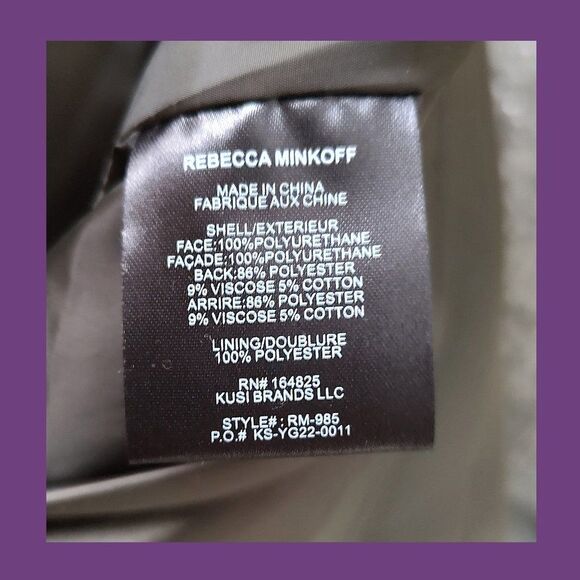 REBECCA MINKOFF
MADE IN CHINA
FABRIQUE AUX CHINE
SHELL/EXTERIEUR
FACE:100%POLYURETHANE
FAÇADE:100%POLYURETHANE
BACK:86% POLYESTER
9% VISCOSE 5% COTTON
ARRIRE:86% POLYESTER
9% VISCOSE 5% COTTON
LINING/DOUBLURE
100% POLYESTER
RN# 164825
KUSI BRANDS LLC
STYLE# : RM-985
P.O.# KS-YG22-0011